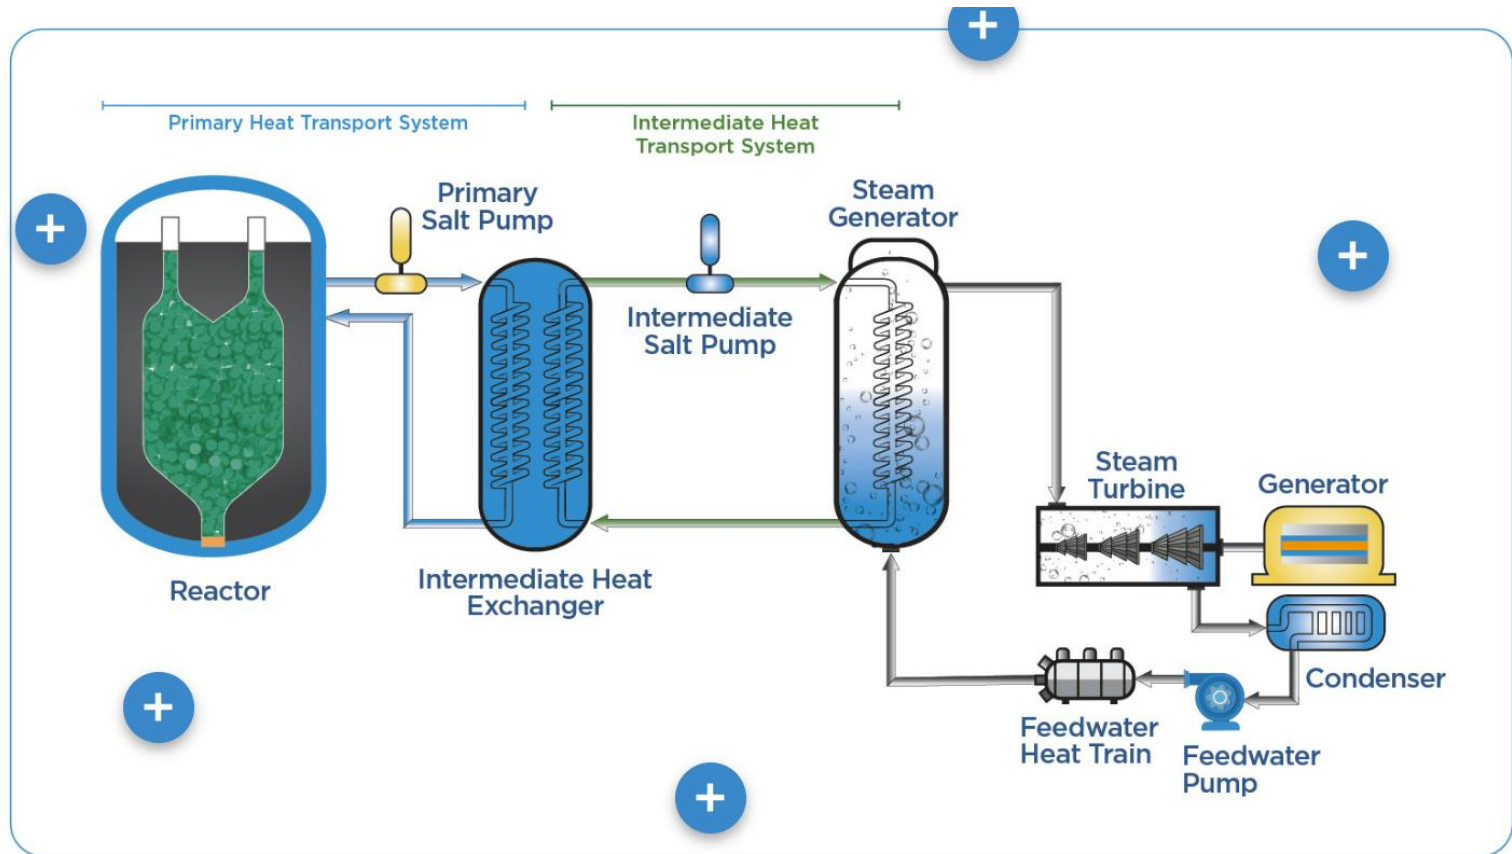 Primary Heat Transport System
Intermediate Heat
Transport System
Primary
Salt Pump
Steam
Generator
Intermediate
Salt Pump
Steam
Turbine
Generator
Reactor
Intermediate Heat
Exchanger
Condenser
Feedwater
Heat Train
Feedwater
Pump